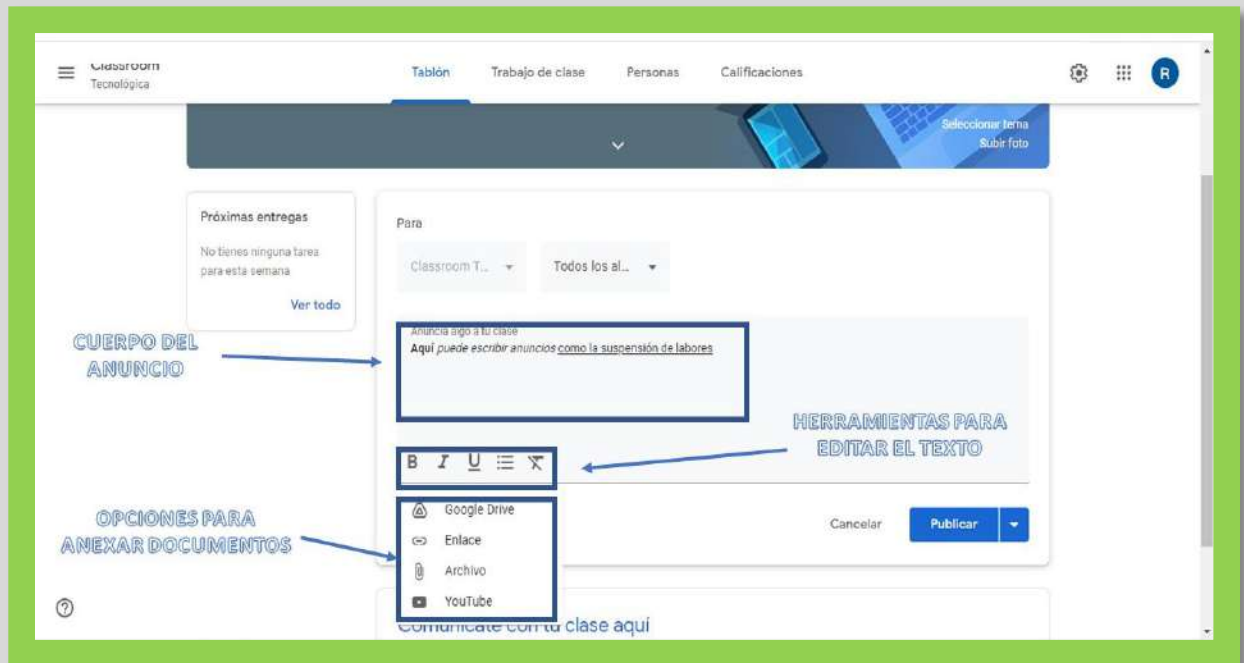 Classroom
Tecnológica
Tablón Trabajo de clase Personas Calificaciones
R
Seleccionar tema
Subir foto
Próximas entregas
No tienes ninguna tarea
para esta semana
Ver todo
Para
Classroom T... Todos los al...
CUERPO DEL
ANUNCIO
Anuncia algo a tu clase
Aquí puede escribir anuncios como la suspensión de labores
HERRAMIENTAS PARA
EDITAR EL TEXTO
B I U
OPCIONES PARA
ANEXAR DOCUMENTOS
Google Drive
Enlace
Archivo
YouTube
Cancelar Publicar
Comunícate con tu clase aquí